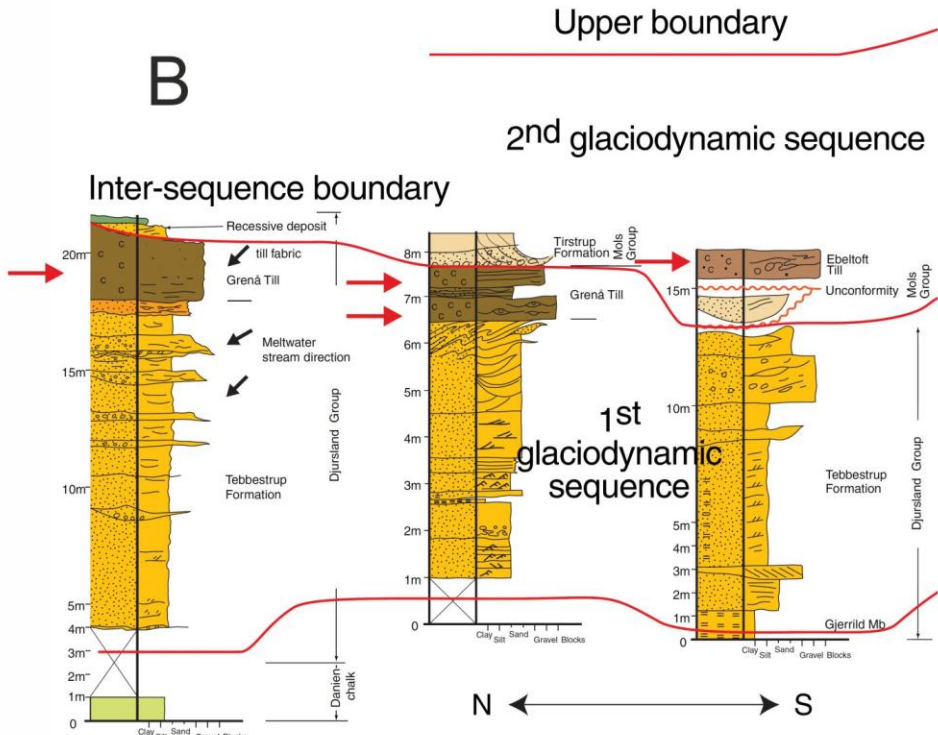 Upper boundary
B
2nd glaciodynamic sequence
Inter-sequence boundary
Recessive deposit
till fabric
Grenå Till
Meltwater
stream direction
Tebbestrup
Formation
Djursland Group
Danien-
chalk
20m
15m
10m
5m
4m
3m
2m
1m
0
Clay
Sand
Tirstrup
Formation
Mols
Group
Grenå Till
8m
7m
6m
5m
4m
3m
2m
1m
0
Clay
Silt
Sand
Gravel
Blocks
1st
glaciodynamic
sequence
Ebeltoft
Till
Unconformity
Mols
Group
Tebbestrup
Formation
Djursland Group
Gjerrild Mb
15m
10m
5m
4m
3m
2m
1m
0
Clay
Silt
Sand
Gravel
Blocks
N
S